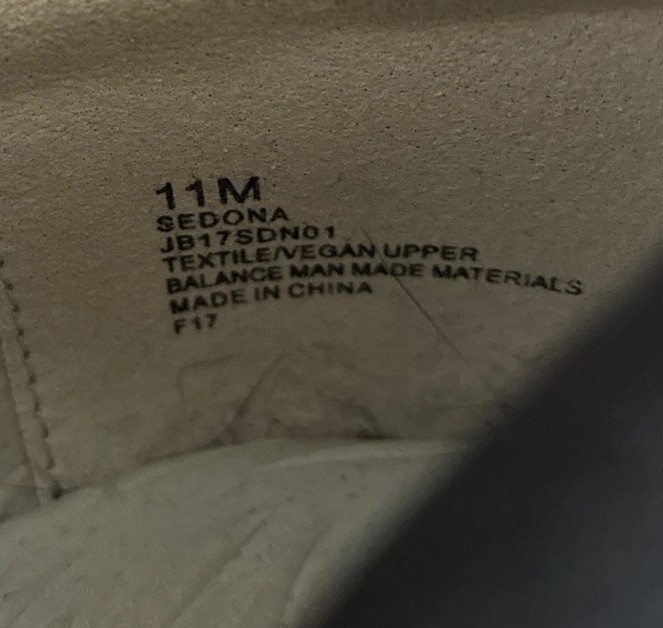 11M
SEDONA
JB17SDN01
TEXTILE/VEGAN UPPER
BALANCE MAN MADE MATERIALS
MADE IN CHINA
F17